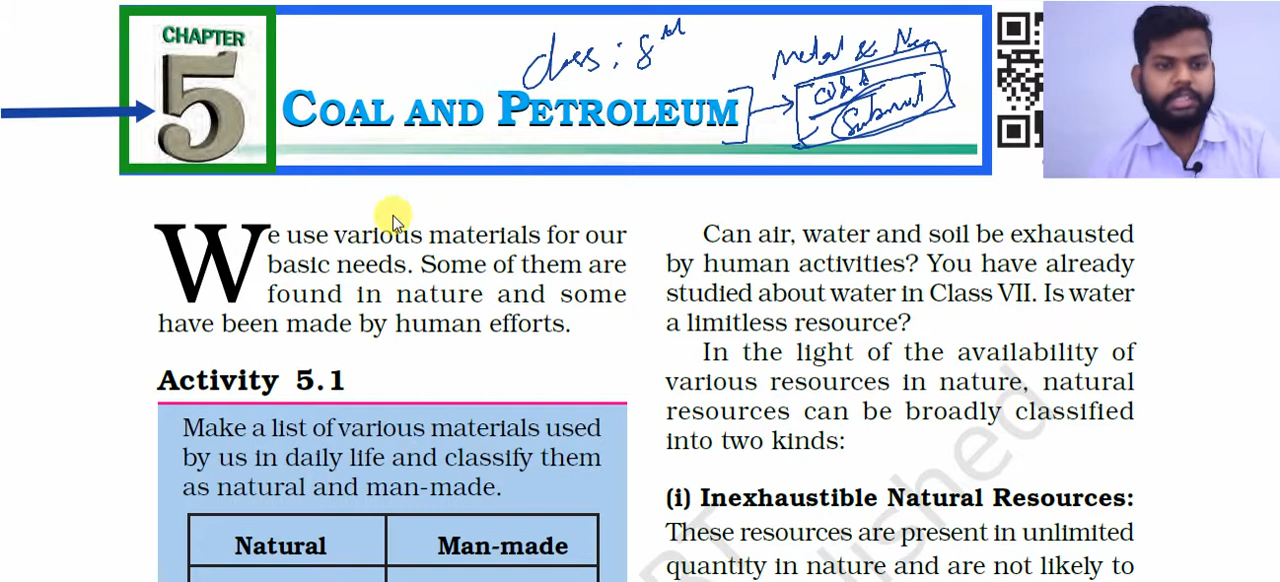 CHAPTER
5
class : 8
COAL AND PETROLEUM
Metal &
We use various materials for our
basic needs. Some of them are
found in nature and some
have been made by human efforts.
Activity 5.1
Make a list of various materials used
by us in daily life and classify them
as natural and man-made.
Natural Man-made
Can air, water and soil be exhausted
by human activities? You have already
studied about water in Class VII. Is water
a limitless resource?
In the light of the availability of
various resources in nature, natural
resources can be broadly classified
into two kinds:
(i) Inexhaustible Natural Resources:
These resources are present in unlimited
quantity in nature and are not likely to